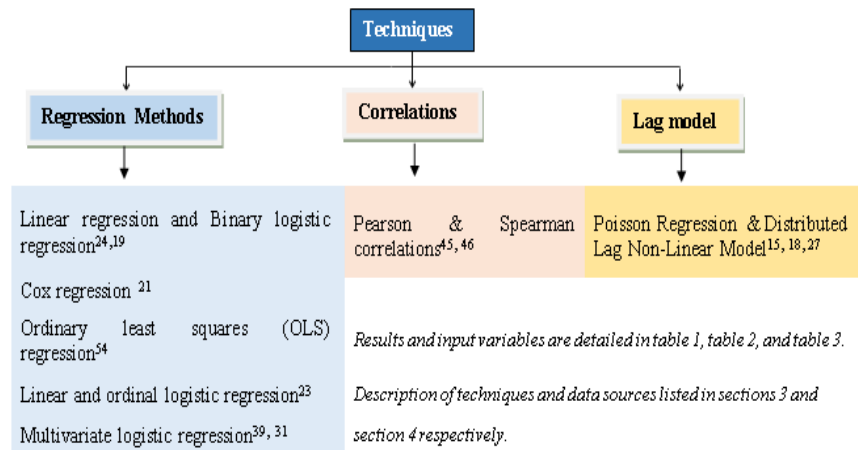 Techniques
Regression Methods
Correlations
Lag model
Linear regression and Binary logistic
regression24,19
Cox regression 21
Ordinary least squares (OLS)
regression54
Linear and ordinal logistic regression23
Multivariate logistic regression39, 31
Pearson & Spearman
correlations45, 46
Poisson Regression & Distributed
Lag Non-Linear Model15, 18, 27
Results and input variables are detailed in table 1, table 2, and table 3.
Description of techniques and data sources listed in sections 3 and
section 4 respectively.